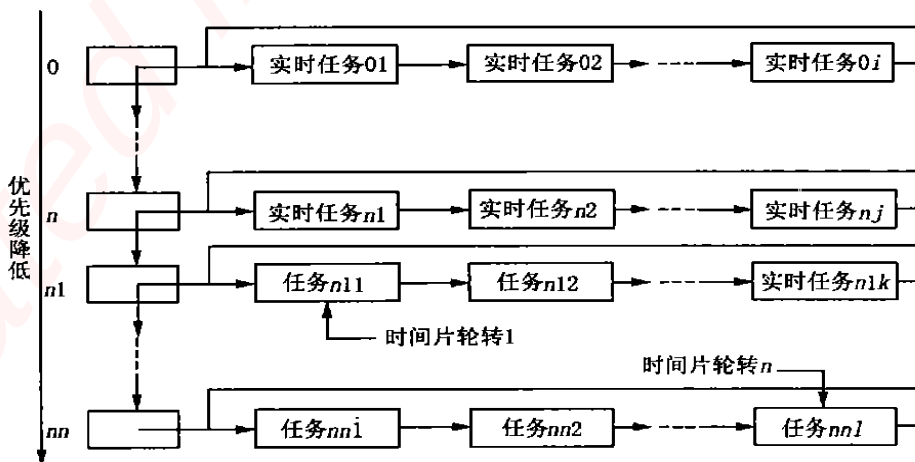 0
实时任务01
实时任务02
实时任务0i
优先级降低
n
实时任务n1
实时任务n2
实时任务nj
n1
任务n11
任务n12
实时任务n1k
时间片轮转1
时间片轮转n
nn
任务nn1
任务nn2
任务nnl